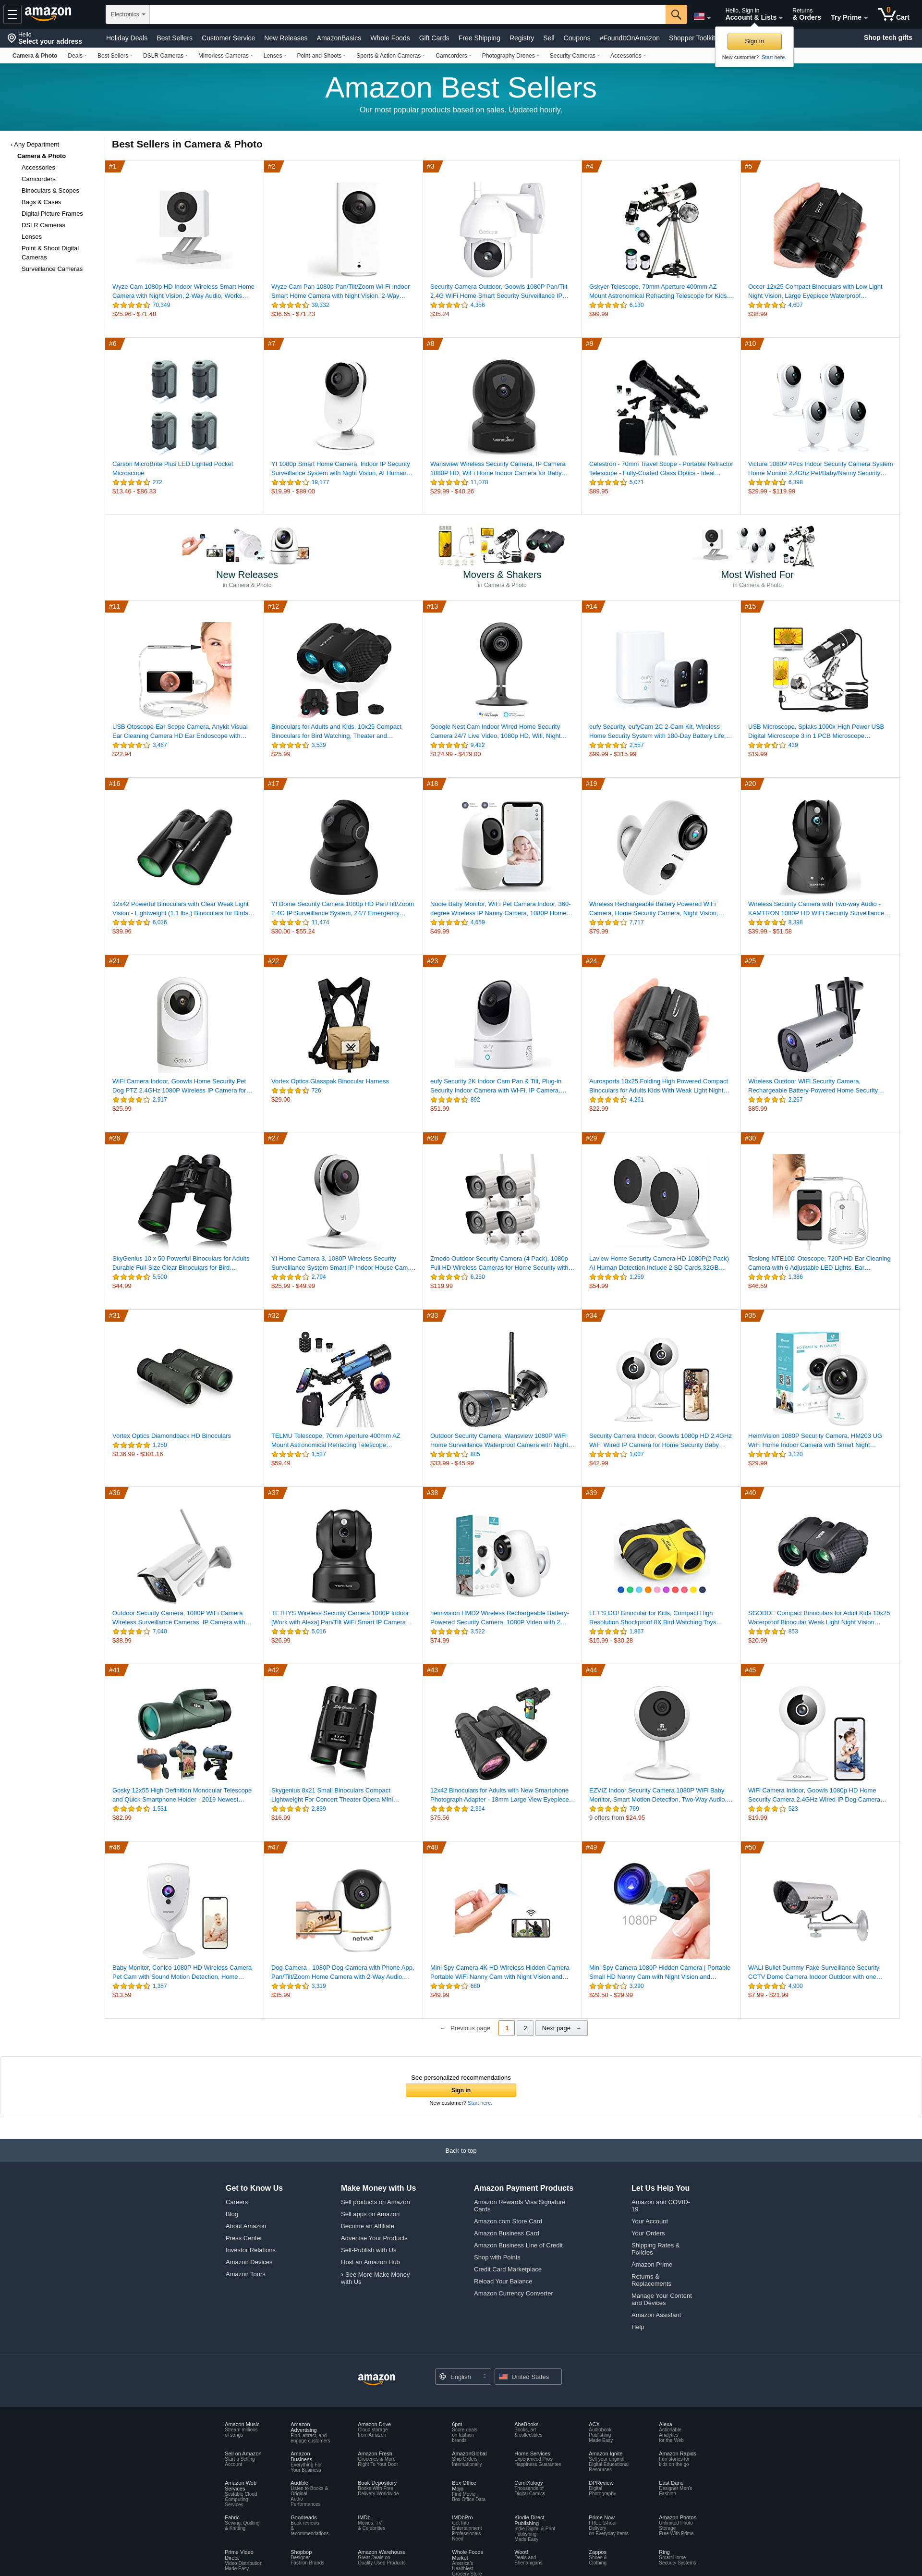 amazon
Electronics
Hello, Sign in
Account & Lists
Returns
& Orders
Try Prime
0
Cart
Hello
Select your address
Holiday Deals
Best Sellers
Customer Service
New Releases
AmazonBasics
Whole Foods
Gift Cards
Free Shipping
Registry
Sell
Coupons
#FoundItOnAmazon
Shopper Toolkit
Shop tech gifts
Sign in
New customer? Start here.
Camera & Photo
Deals
Best Sellers
DSLR Cameras
Mirrorless Cameras
Lenses
Point-and-Shoots
Sports & Action Cameras
Camcorders
Photography Drones
Security Cameras
Accessories
Amazon Best Sellers
Our most popular products based on sales. Updated hourly.
‹ Any Department
Camera & Photo
Accessories
Camcorders
Binoculars & Scopes
Bags & Cases
Digital Picture Frames
DSLR Cameras
Lenses
Point & Shoot Digital
Cameras
Surveillance Cameras
Best Sellers in Camera & Photo
#1
Wyze Cam 1080p HD Indoor Wireless Smart Home
Camera with Night Vision, 2-Way Audio, Works…
70,349
$25.96 - $71.48
#2
Wyze Cam Pan 1080p Pan/Tilt/Zoom Wi-Fi Indoor
Smart Home Camera with Night Vision, 2-Way…
39,332
$36.65 - $71.23
#3
Security Camera Outdoor, Goowls 1080P Pan/Tilt
2.4G WiFi Home Smart Security Surveillance IP…
4,356
$35.24
#4
Gskyer Telescope, 70mm Aperture 400mm AZ
Mount Astronomical Refracting Telescope for Kids…
6,130
$99.99
#5
Occer 12x25 Compact Binoculars with Low Light
Night Vision, Large Eyepiece Waterproof…
4,607
$38.99
#6
Carson MicroBrite Plus LED Lighted Pocket
Microscope
272
$13.46 - $86.33
#7
YI 1080p Smart Home Camera, Indoor IP Security
Surveillance System with Night Vision, AI Human…
19,177
$19.99 - $89.00
#8
Wansview Wireless Security Camera, IP Camera
1080P HD, WiFi Home Indoor Camera for Baby…
11,078
$29.99 - $40.26
#9
Celestron - 70mm Travel Scope - Portable Refractor
Telescope - Fully-Coated Glass Optics - Ideal…
5,071
$89.95
#10
Victure 1080P 4Pcs Indoor Security Camera System
Home Monitor 2.4Ghz Pet/Baby/Nanny Security…
6,398
$29.99 - $119.99
New Releases
in Camera & Photo
Movers & Shakers
in Camera & Photo
Most Wished For
in Camera & Photo
#11
USB Otoscope-Ear Scope Camera, Anykit Visual
Ear Cleaning Camera HD Ear Endoscope with…
3,467
$22.94
#12
Binoculars for Adults and Kids, 10x25 Compact
Binoculars for Bird Watching, Theater and…
3,539
$25.99
#13
Google Nest Cam Indoor Wired Home Security
Camera 24/7 Live Video, 1080p HD, Wifi, Night…
9,422
$124.99 - $429.00
#14
eufy Security, eufyCam 2C 2-Cam Kit, Wireless
Home Security System with 180-Day Battery Life,…
2,557
$99.99 - $315.99
#15
USB Microscope, Splaks 1000x High Power USB
Digital Microscope 3 in 1 PCB Microscope…
439
$19.99
#16
12x42 Powerful Binoculars with Clear Weak Light
Vision - Lightweight (1.1 lbs.) Binoculars for Birds…
6,036
$39.96
#17
YI Dome Security Camera 1080p HD Pan/Tilt/Zoom
2.4G IP Surveillance System, 24/7 Emergency…
11,474
$30.00 - $55.24
#18
Nooie Baby Monitor, WiFi Pet Camera Indoor, 360-
degree Wireless IP Nanny Camera, 1080P Home…
4,659
$49.99
#19
Wireless Rechargeable Battery Powered WiFi
Camera, Home Security Camera, Night Vision,…
7,717
$79.99
#20
Wireless Security Camera with Two-way Audio -
KAMTRON 1080P HD WiFi Security Surveillance…
8,398
$39.99 - $51.58
#21
WiFi Camera Indoor, Goowls Home Security Pet
Dog PTZ 2.4GHz 1080P Wireless IP Camera for…
2,917
$25.99
#22
Vortex Optics Glasspak Binocular Harness
726
$29.00
#23
eufy Security 2K Indoor Cam Pan & Tilt, Plug-in
Security Indoor Camera with Wi-Fi, IP Camera,…
892
$51.99
#24
Aurosports 10x25 Folding High Powered Compact
Binoculars for Adults Kids With Weak Light Night…
4,261
$22.99
#25
Wireless Outdoor WiFi Security Camera,
Rechargeable Battery-Powered Home Security…
2,267
$85.99
#26
SkyGenius 10 x 50 Powerful Binoculars for Adults
Durable Full-Size Clear Binoculars for Bird…
5,500
$44.99
#27
YI Home Camera 3, 1080P Wireless Security
Surveillance System Smart IP Indoor House Cam,…
2,794
$25.99 - $49.99
#28
Zmodo Outdoor Security Camera (4 Pack), 1080p
Full HD Wireless Cameras for Home Security with…
6,250
$119.99
#29
Laview Home Security Camera HD 1080P(2 Pack)
AI Human Detection,Include 2 SD Cards,32GB…
1,259
$54.99
#30
Teslong NTE100i Otoscope, 720P HD Ear Cleaning
Camera with 6 Adjustable LED Lights, Ear…
1,386
$46.59
#31
Vortex Optics Diamondback HD Binoculars
1,250
$136.99 - $301.16
#32
TELMU Telescope, 70mm Aperture 400mm AZ
Mount Astronomical Refracting Telescope…
1,527
$59.49
#33
Outdoor Security Camera, Wansview 1080P WiFi
Home Surveillance Waterproof Camera with Night…
885
$33.99 - $45.99
#34
Security Camera Indoor, Goowls 1080p HD 2.4GHz
WiFi Wired IP Camera for Home Security Baby…
1,007
$42.99
#35
HeimVision 1080P Security Camera, HM203 UG
WiFi Home Indoor Camera with Smart Night…
3,120
$29.99
#36
Outdoor Security Camera, 1080P WiFi Camera
Wireless Surveillance Cameras, IP Camera with…
7,040
$38.99
#37
TETHYS Wireless Security Camera 1080P Indoor
[Work with Alexa] Pan/Tilt WiFi Smart IP Camera…
5,016
$26.99
#38
heimvision HMD2 Wireless Rechargeable Battery-
Powered Security Camera, 1080P Video with 2…
3,522
$74.99
#39
LET'S GO! Binocular for Kids, Compact High
Resolution Shockproof 8X Bird Watching Toys…
1,867
$15.99 - $30.28
#40
SGODDE Compact Binoculars for Adult Kids 10x25
Waterproof Binocular Weak Light Night Vision…
853
$20.99
#41
Gosky 12x55 High Definition Monocular Telescope
and Quick Smartphone Holder - 2019 Newest…
1,531
$82.99
#42
Skygenius 8x21 Small Binoculars Compact
Lightweight For Concert Theater Opera Mini…
2,839
$16.99
#43
12x42 Binoculars for Adults with New Smartphone
Photograph Adapter - 18mm Large View Eyepiece…
2,394
$75.56
#44
EZVIZ Indoor Security Camera 1080P WiFi Baby
Monitor, Smart Motion Detection, Two-Way Audio,…
769
9 offers from $24.95
#45
WiFi Camera Indoor, Goowls 1080p HD Home
Security Camera 2.4GHz Wired IP Dog Camera…
523
$19.99
#46
Baby Monitor, Conico 1080P HD Wireless Camera
Pet Cam with Sound Motion Detection, Home…
1,357
$13.59
#47
netvue
Dog Camera - 1080P Dog Camera with Phone App,
Pan/Tilt/Zoom Home Camera with 2-Way Audio,…
3,319
$35.99
#48
Mini Spy Camera 4K HD Wireless Hidden Camera
Portable WiFi Nanny Cam with Night Vision and…
680
$49.99
#49
1080P
Mini Spy Camera 1080P Hidden Camera | Portable
Small HD Nanny Cam with Night Vision and…
3,290
$29.50 - $29.99
#50
WALI Bullet Dummy Fake Surveillance Security
CCTV Dome Camera Indoor Outdoor with one…
4,900
$7.99 - $21.99
← Previous page
1
2
Next page →
See personalized recommendations
Sign in
New customer? Start here.
Back to top
Get to Know Us
Careers
Blog
About Amazon
Press Center
Investor Relations
Amazon Devices
Amazon Tours
Make Money with Us
Sell products on Amazon
Sell apps on Amazon
Become an Affiliate
Advertise Your Products
Self-Publish with Us
Host an Amazon Hub
› See More Make Money
with Us
Amazon Payment Products
Amazon Rewards Visa Signature
Cards
Amazon.com Store Card
Amazon Business Card
Amazon Business Line of Credit
Shop with Points
Credit Card Marketplace
Reload Your Balance
Amazon Currency Converter
Let Us Help You
Amazon and COVID-
19
Your Account
Your Orders
Shipping Rates &
Policies
Amazon Prime
Returns &
Replacements
Manage Your Content
and Devices
Amazon Assistant
Help
amazon
English
United States
Amazon Music
Stream millions
of songs
Amazon
Advertising
Find, attract, and
engage customers
Amazon Drive
Cloud storage
from Amazon
6pm
Score deals
on fashion
brands
AbeBooks
Books, art
& collectibles
ACX
Audiobook
Publishing
Made Easy
Alexa
Actionable
Analytics
for the Web
Sell on Amazon
Start a Selling
Account
Amazon
Business
Everything For
Your Business
Amazon Fresh
Groceries & More
Right To Your Door
AmazonGlobal
Ship Orders
Internationally
Home Services
Experienced Pros
Happiness Guarantee
Amazon Ignite
Sell your original
Digital Educational
Resources
Amazon Rapids
Fun stories for
kids on the go
Amazon Web
Services
Scalable Cloud
Computing
Services
Audible
Listen to Books &
Original
Audio
Performances
Book Depository
Books With Free
Delivery Worldwide
Box Office
Mojo
Find Movie
Box Office Data
ComiXology
Thousands of
Digital Comics
DPReview
Digital
Photography
East Dane
Designer Men's
Fashion
Fabric
Sewing, Quilting
& Knitting
Goodreads
Book reviews
&
recommendations
IMDb
Movies, TV
& Celebrities
IMDbPro
Get Info
Entertainment
Professionals
Need
Kindle Direct
Publishing
Indie Digital & Print
Publishing
Made Easy
Prime Now
FREE 2-hour
Delivery
on Everyday Items
Amazon Photos
Unlimited Photo
Storage
Free With Prime
Prime Video
Direct
Video Distribution
Made Easy
Shopbop
Designer
Fashion Brands
Amazon Warehouse
Great Deals on
Quality Used Products
Whole Foods
Market
America's
Healthiest
Grocery Store
Woot!
Deals and
Shenanigans
Zappos
Shoes &
Clothing
Ring
Smart Home
Security Systems